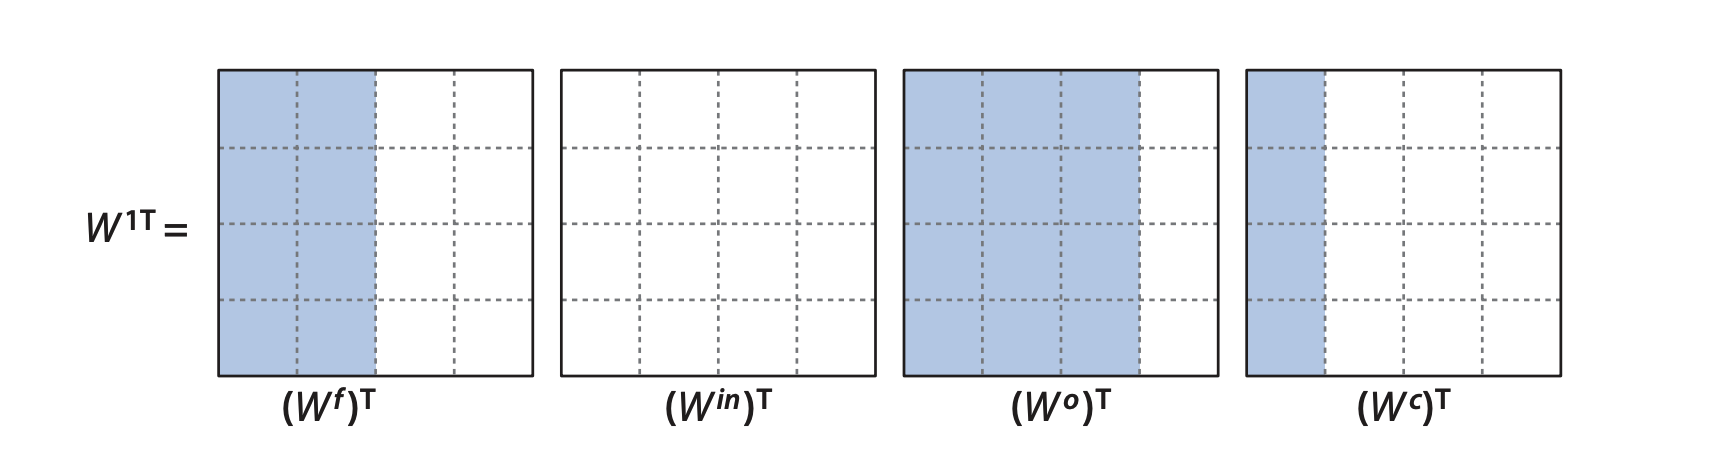 W1T =
(Wf)T
(Win)T
(Wo)T
(Wc)T